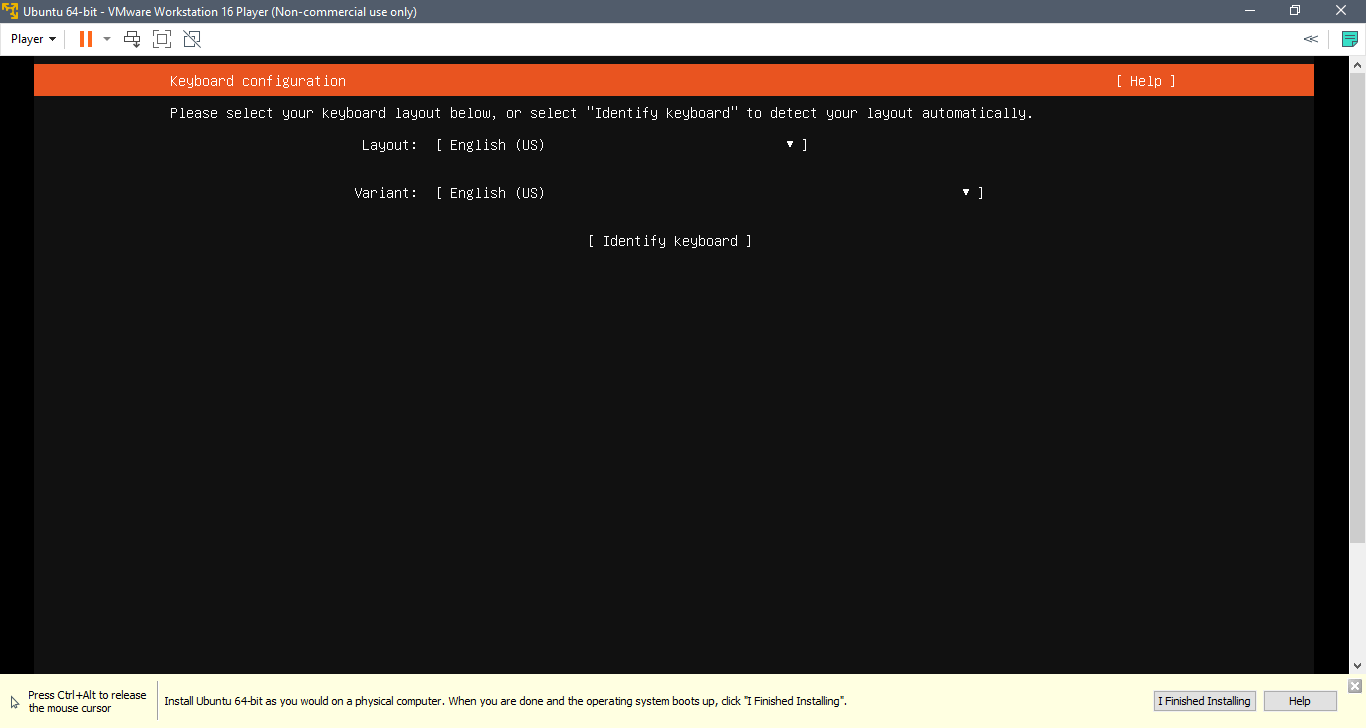 Ubuntu 64-bit - VMware Workstation 16 Player (Non-commercial use only)
Player
Keyboard configuration [ Help ]
Please select your keyboard layout below, or select "Identify keyboard" to detect your layout automatically.
Layout: [ English (US) ▾ ]
Variant: [ English (US) ▾ ]
[ Identify keyboard ]
Press Ctrl+Alt to release
the mouse cursor
Install Ubuntu 64-bit as you would on a physical computer. When you are done and the operating system boots up, click "I Finished Installing".
I Finished Installing
Help